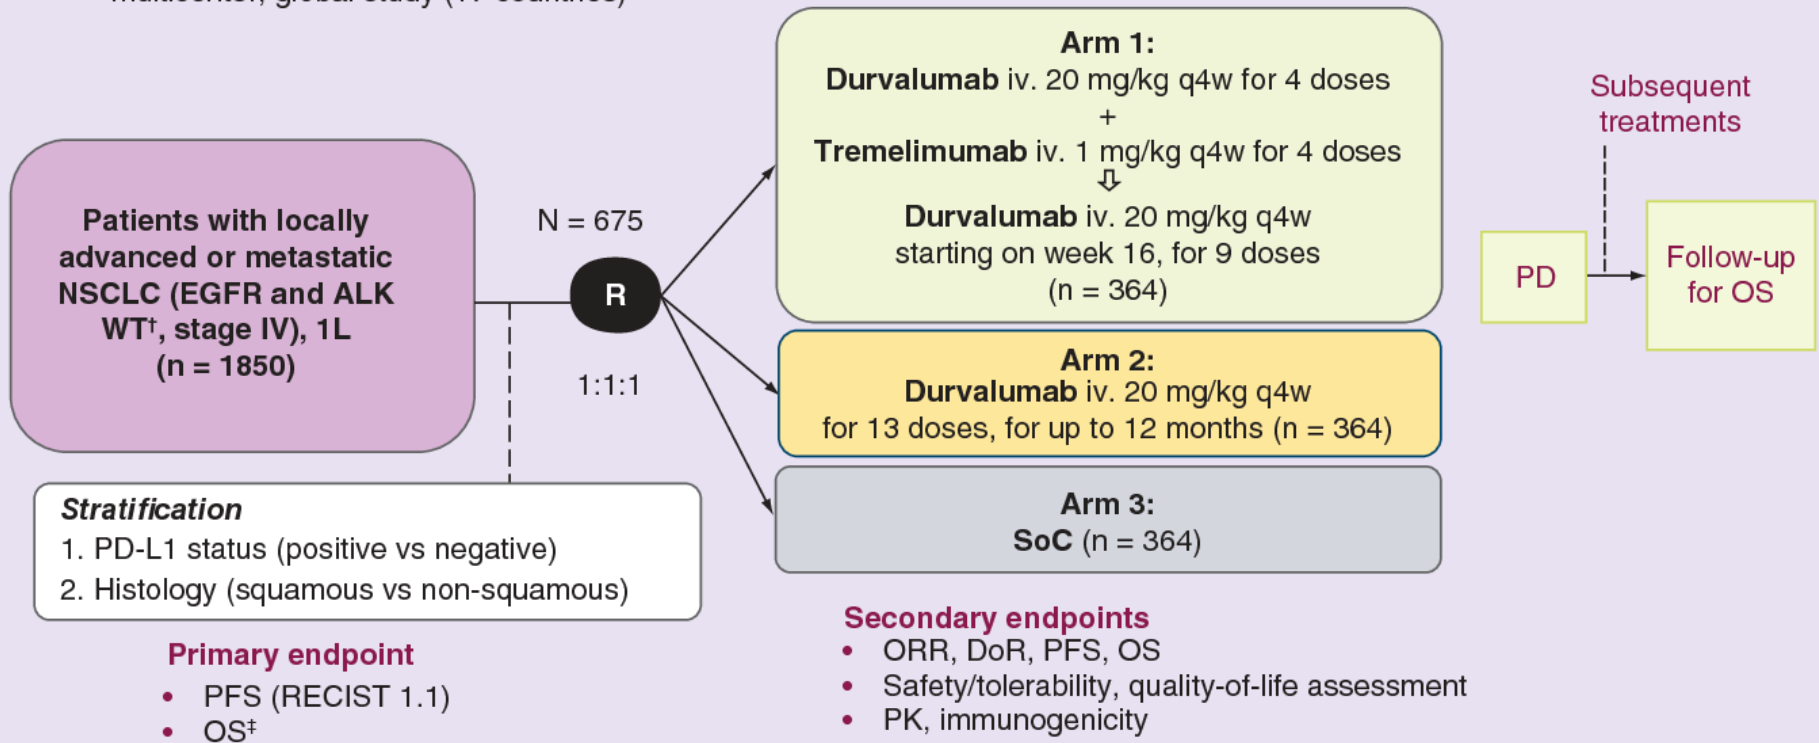 Patients with locally
advanced or metastatic
NSCLC (EGFR and ALK
WT†, stage IV), 1L
(n = 1850)
N = 675
R
1:1:1
Stratification
1. PD-L1 status (positive vs negative)
2. Histology (squamous vs non-squamous)
Arm 1:
Durvalumab iv. 20 mg/kg q4w for 4 doses
+
Tremelimumab iv. 1 mg/kg q4w for 4 doses
Durvalumab iv. 20 mg/kg q4w
starting on week 16, for 9 doses
(n = 364)
Arm 2:
Durvalumab iv. 20 mg/kg q4w
for 13 doses, for up to 12 months (n = 364)
Arm 3:
SoC (n = 364)
Subsequent
treatments
PD
Follow-up
for OS
Primary endpoint
• PFS (RECIST 1.1)
• OS‡
Secondary endpoints
• ORR, DoR, PFS, OS
• Safety/tolerability, quality-of-life assessment
• PK, immunogenicity